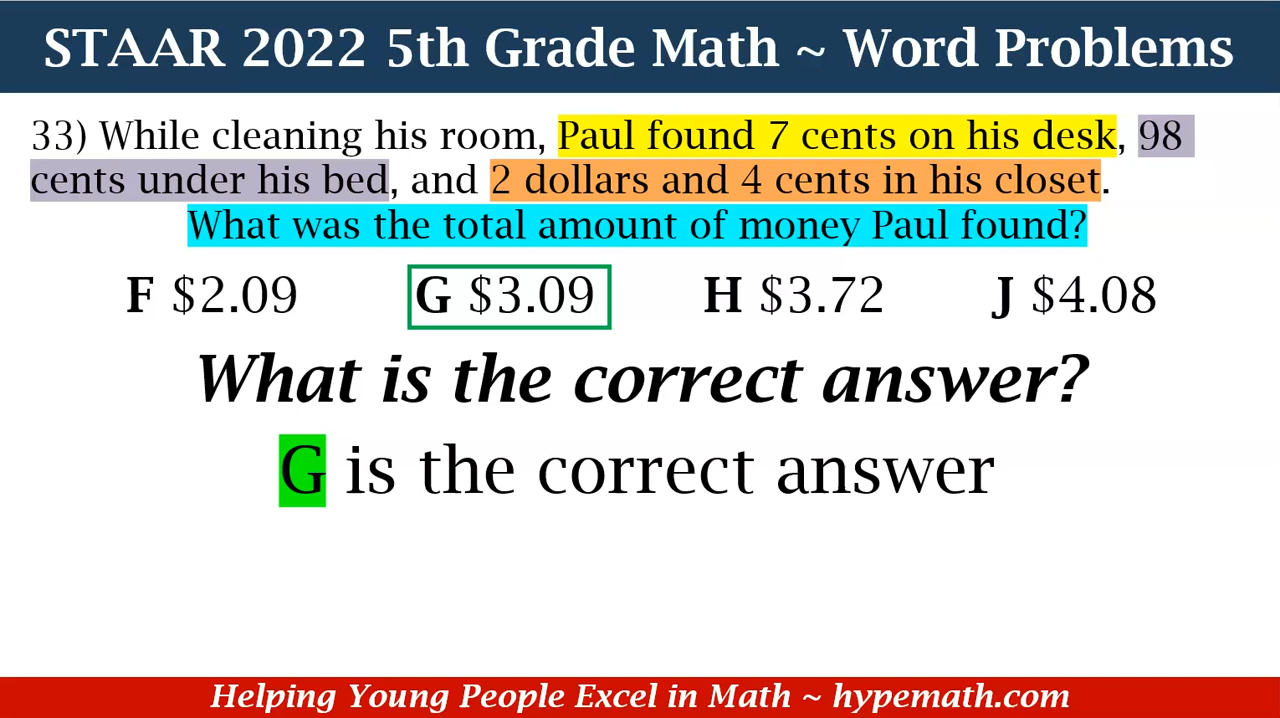 STAAR 2022 5th Grade Math ~ Word Problems
33) While cleaning his room, Paul found 7 cents on his desk, 98
cents under his bed, and 2 dollars and 4 cents in his closet.
What was the total amount of money Paul found?
F $2.09 G $3.09 H $3.72 J $4.08
What is the correct answer?
G is the correct answer
Helping Young People Excel in Math ~ hypemath.com